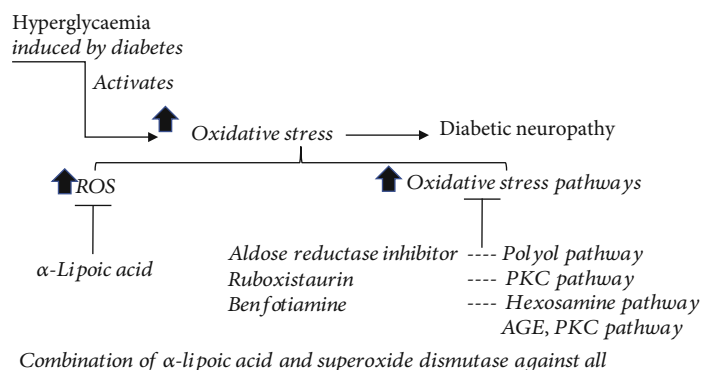 Hyperglycaemia
induced by diabetes
Activates
Oxidative stress
Diabetic neuropathy
ROS
Oxidative stress pathways
α-Lipoic acid
Aldose reductase inhibitor ---- Polyol pathway
Ruboxistaurin ---- PKC pathway
Benfotiamine ---- Hexosamine pathway
AGE, PKC pathway
Combination of α-lipoic acid and superoxide dismutase against all